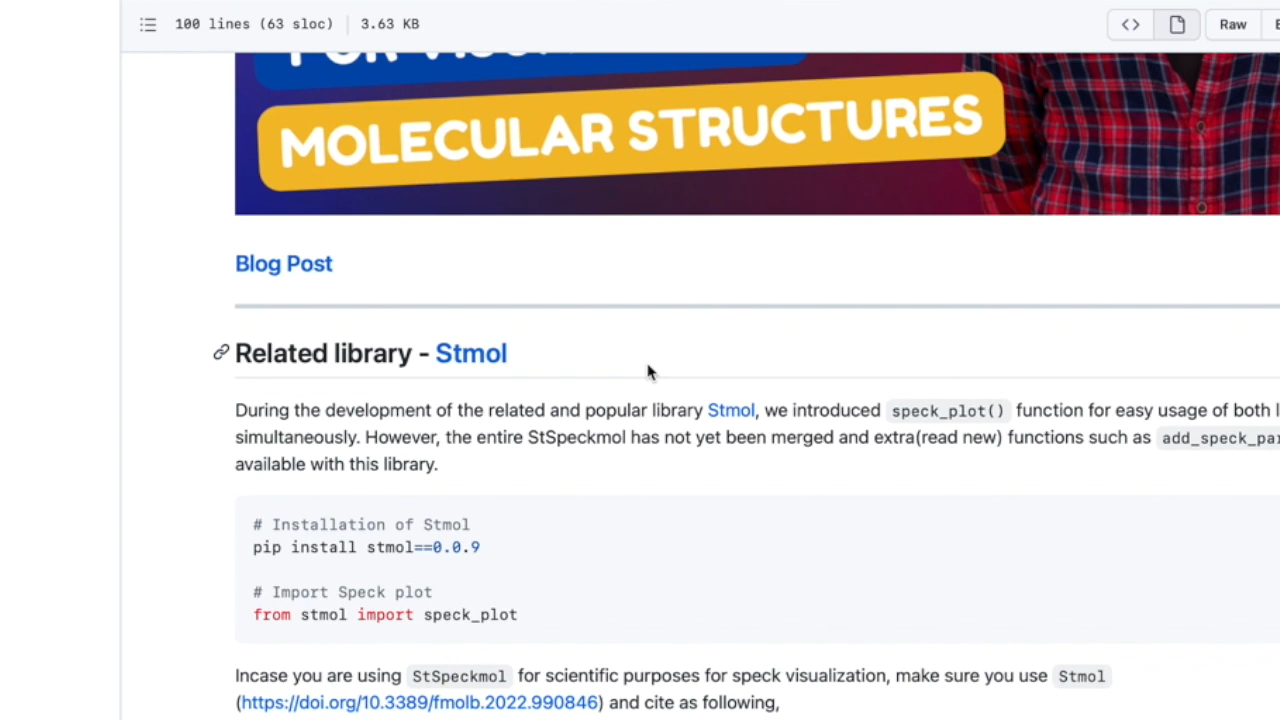 100 lines (63 sloc) 3.63 KB
Raw
MOLECULAR STRUCTURES
Blog Post
Related library - Stmol
During the development of the related and popular library Stmol, we introduced speck_plot() function for easy usage of both
simultaneously. However, the entire StSpeckmol has not yet been merged and extra(read new) functions such as
available with this library.
# Installation of Stmol
pip install stmol==0.0.9
# Import Speck plot
from stmol import speck_plot
Incase you are using StSpeckmol for scientific purposes for speck visualization, make sure you use Stmol
(https://doi.org/10.3389/fmolb.2022.990846) and cite as following,